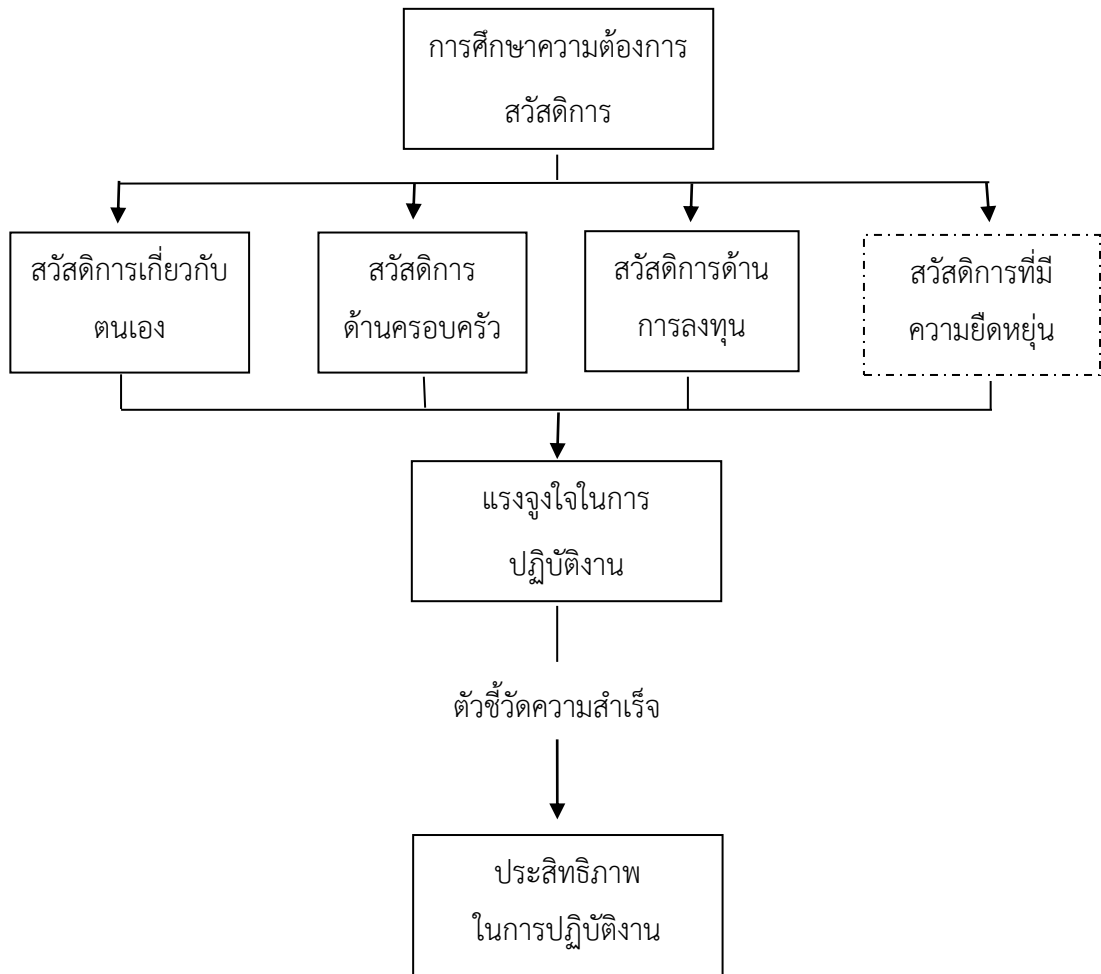 การศึกษาความต้องการ
สวัสดิการ
สวัสดิการเกี่ยวกับ
ตนเอง
สวัสดิการ
ด้านครอบครัว
สวัสดิการด้าน
การลงทุน
สวัสดิการที่มี
ความยืดหยุ่น
แรงจูงใจในการ
ปฏิบัติงาน
ตัวชี้วัดความสำเร็จ
ประสิทธิภาพ
ในการปฏิบัติงาน